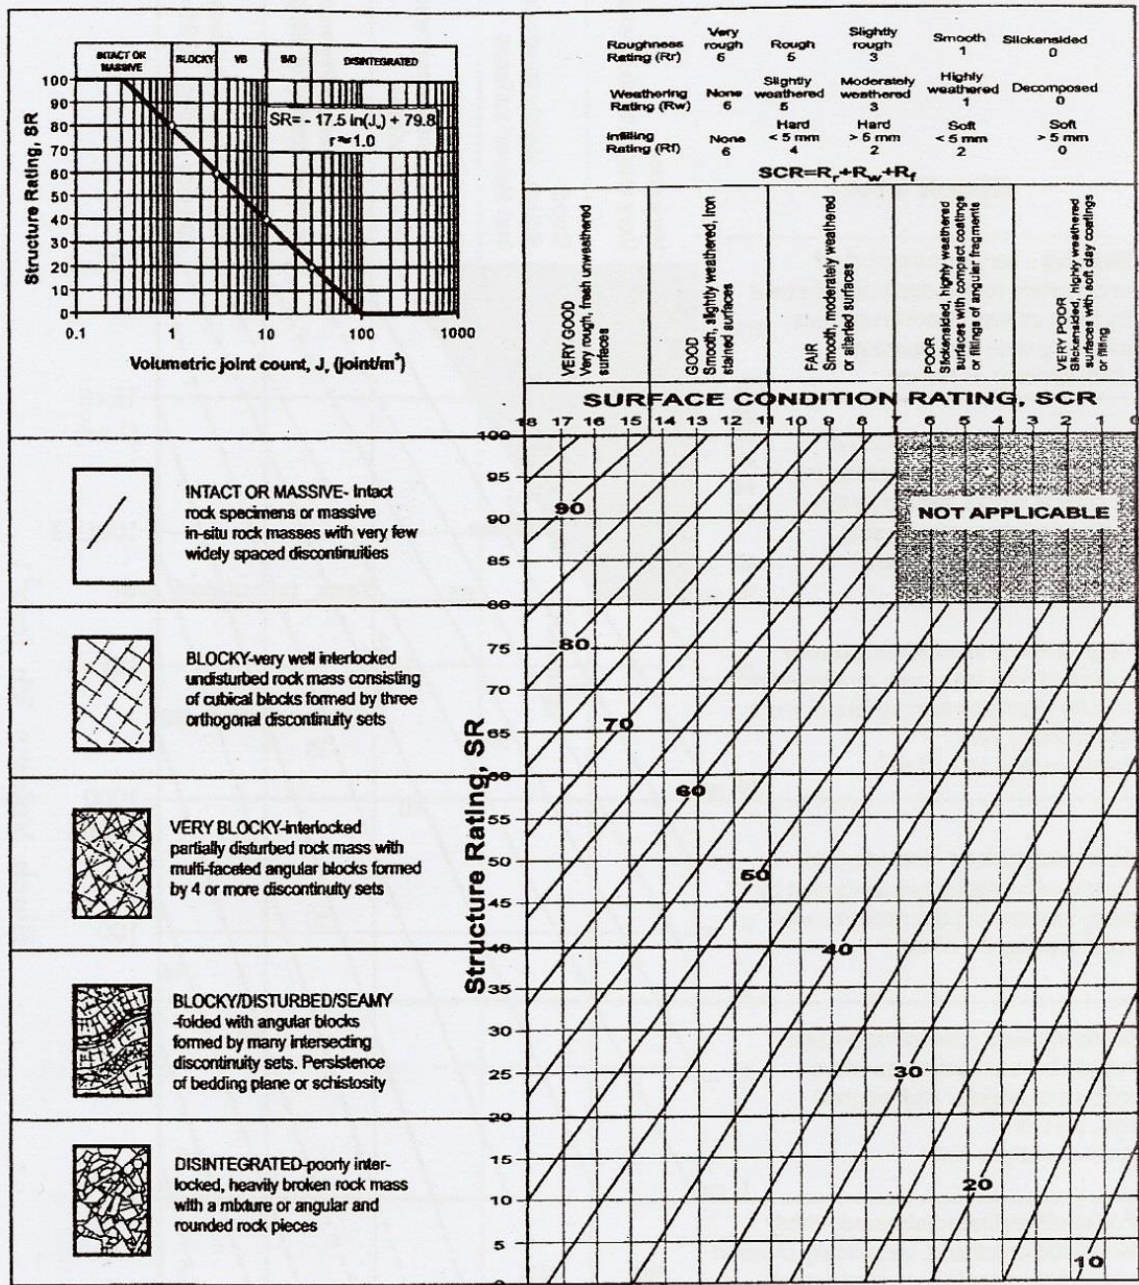 INTACT OR
MASSIVE
BLOCKY
VB
B/D
DISINTEGRATED
100
90
80
70
60
50
40
30
20
10
0
SR= - 17.5 ln(Jᵥ) + 79.8
r ≈ 1.0
Structure Rating, SR
0.1 1 10 100 1000
Volumetric joint count, Jᵥ (joint/m³)
Roughness
Rating (Rr)
Very
rough
6
Rough
5
Slightly
rough
3
Smooth
1
Slickensided
0
Weathering
Rating (Rw)
None
6
Slightly
weathered
5
Moderately
weathered
3
Highly
weathered
1
Decomposed
0
Infilling
Rating (Rf)
None
6
Hard
< 5 mm
4
Hard
> 5 mm
2
Soft
< 5 mm
2
Soft
> 5 mm
0
SCR=Rr+Rw+Rf
VERY GOOD
Very rough, fresh unweathered
surfaces
GOOD
Smooth, slightly weathered, iron
stained surfaces
FAIR
Smooth, moderately weathered
or alterted surfaces
POOR
Slickensided, highly weathered
surfaces with compact coatings
or fillings of angular fragments
VERY POOR
Slickensided, highly weathered
surfaces with soft clay coatings
or filling
SURFACE CONDITION RATING, SCR
18 17 16 15 14 13 12 11 10 9 8 7 6 5 4 3 2 1 0
INTACT OR MASSIVE- Intact
rock specimens or massive
in-situ rock masses with very few
widely spaced discontinuities
BLOCKY-very well interlocked
undisturbed rock mass consisting
of cubical blocks formed by three
orthogonal discontinuity sets
VERY BLOCKY-interlocked
partially disturbed rock mass with
multi-faceted angular blocks formed
by 4 or more discontinuity sets
BLOCKY/DISTURBED/SEAMY
-folded with angular blocks
formed by many intersecting
discontinuity sets. Persistence
of bedding plane or schistosity
DISINTEGRATED-poorly inter-
locked, heavily broken rock mass
with a mixture or angular and
rounded rock pieces
Structure Rating, SR
100
95
90
85
80
75
70
65
60
55
50
45
40
35
30
25
20
15
10
5
0
NOT APPLICABLE
90
80
70
60
50
40
30
20
10